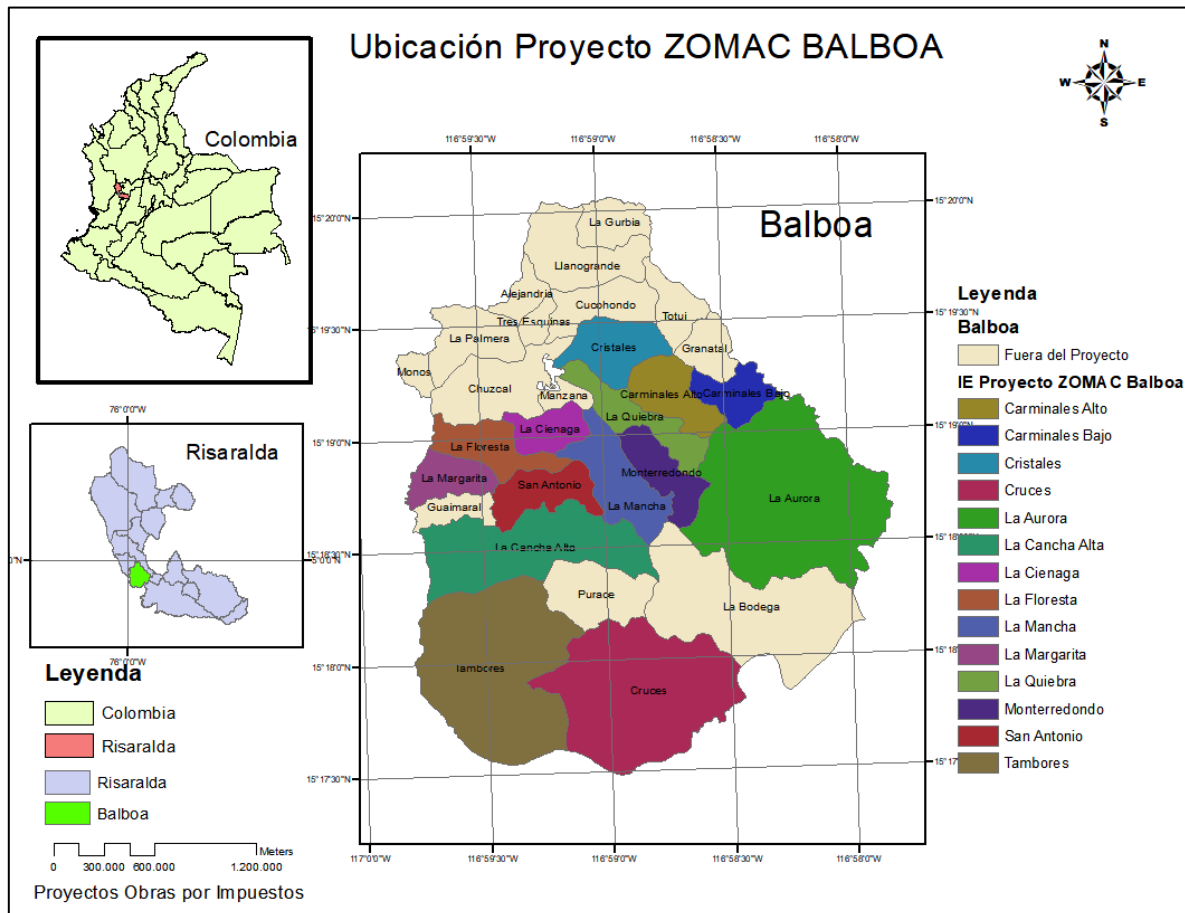 Ubicación Proyecto ZOMAC BALBOA
Colombia
N
W
E
S
116°59'30"W
116°59'0"W
116°58'30"W
116°58'0"W
15°20'0"N
15°20'0"N
Balboa
La Gurbia
Llanogrande
Alejandria
Cucohondo
Tres Esquinas
Totui
15°19'30"N
15°19'30"N
La Palmera
Cristales
Granatal
Monos
Chuzcal
Manzana
Carminales Alto
Carminales Bajo
La Quiebra
15°19'0"N
15°19'0"N
La Cienaga
La Floresta
La Margarita
San Antonio
Monterredondo
La Aurora
Guaimaral
La Mancha
15°18'30"N
La Cancha Alto
Purace
La Bodega
15°18'0"N
Tambores
Cruces
15°17'30"N
117°0'0"W
116°59'30"W
116°59'0"W
116°58'30"W
116°58'0"W
76°0'0"W
Risaralda
5°0'0"N
76°0'0"W
Leyenda
Colombia
Risaralda
Risaralda
Balboa
Meters
0
300.000
600.000
1.200.000
Proyectos Obras por Impuestos
Leyenda
Balboa
Fuera del Proyecto
IE Proyecto ZOMAC Balboa
Carminales Alto
Carminales Bajo
Cristales
Cruces
La Aurora
La Cancha Alta
La Cienaga
La Floresta
La Mancha
La Margarita
La Quiebra
Monterredondo
San Antonio
Tambores